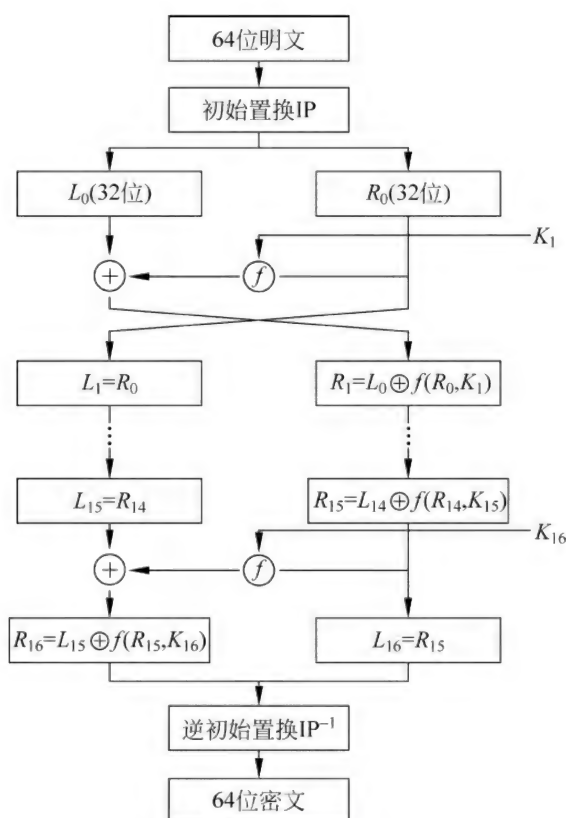 64位明文
初始置换IP
L₀(32位)
R₀(32位)
K₁
+
f
L₁=R₀
R₁=L₀⊕f(R₀,K₁)
⋮
⋮
L₁₅=R₁₄
R₁₅=L₁₄⊕f(R₁₄,K₁₅)
K₁₆
+
f
R₁₆=L₁₅⊕f(R₁₅,K₁₆)
L₁₆=R₁₅
逆初始置换IP⁻¹
64位密文